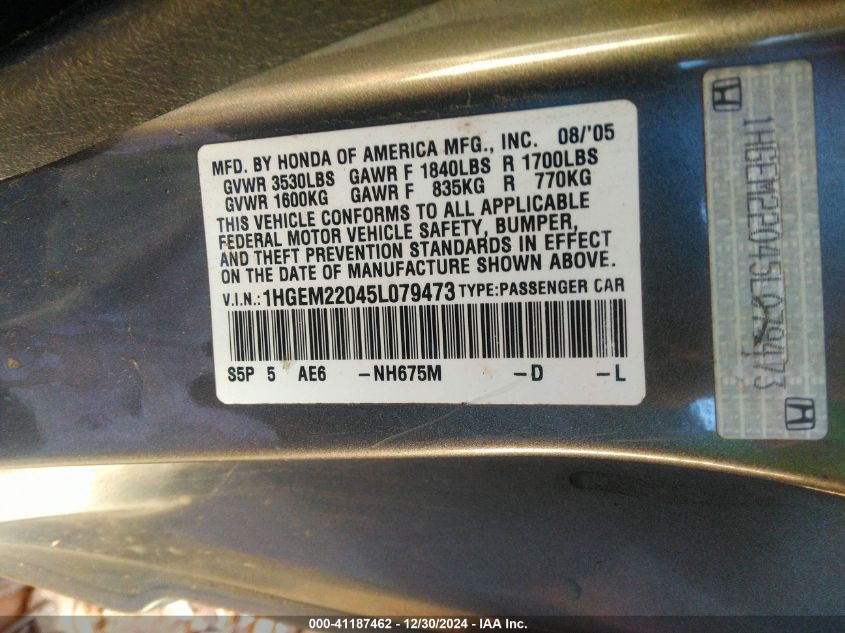 MFD. BY HONDA OF AMERICA MFG., INC. 08/'05
GVWR 3530LBS GAWR F 1840LBS R 1700LBS
GVWR 1600KG GAWR F 835KG R 770KG
THIS VEHICLE CONFORMS TO ALL APPLICABLE
FEDERAL MOTOR VEHICLE SAFETY, BUMPER,
AND THEFT PREVENTION STANDARDS IN EFFECT
ON THE DATE OF MANUFACTURE SHOWN ABOVE.
V.I.N.: 1HGEM22045L079473 TYPE:PASSENGER CAR
S5P 5 AE6 -NH675M -D -L
1HGEM22045L079473
000-41187462 - 12/30/2024 - IAA Inc.